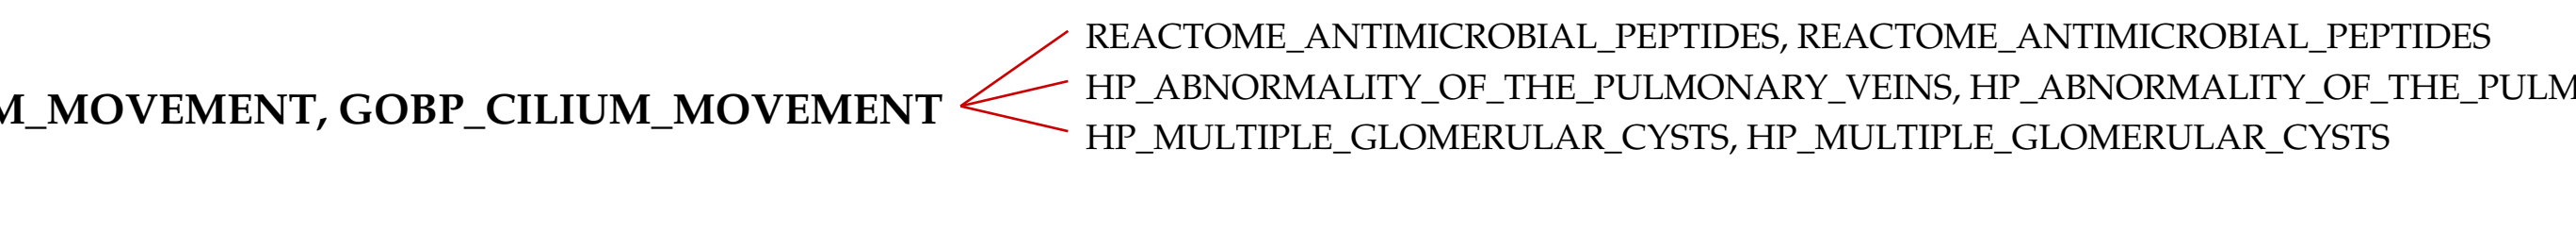 M_MOVEMENT, GOBP_CILIUM_MOVEMENT
REACTOME_ANTIMICROBIAL_PEPTIDES, REACTOME_ANTIMICROBIAL_PEPTIDES
HP_ABNORMALITY_OF_THE_PULMONARY_VEINS, HP_ABNORMALITY_OF_THE_PULM
HP_MULTIPLE_GLOMERULAR_CYSTS, HP_MULTIPLE_GLOMERULAR_CYSTS